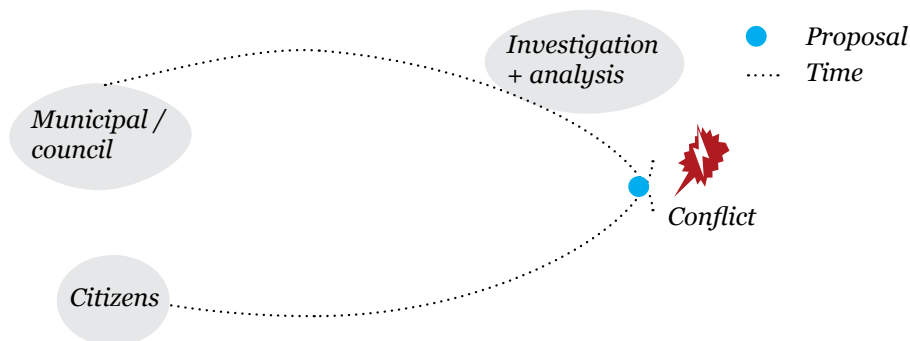 Investigation
+ analysis
Proposal
Time
Municipal /
council
Conflict
Citizens